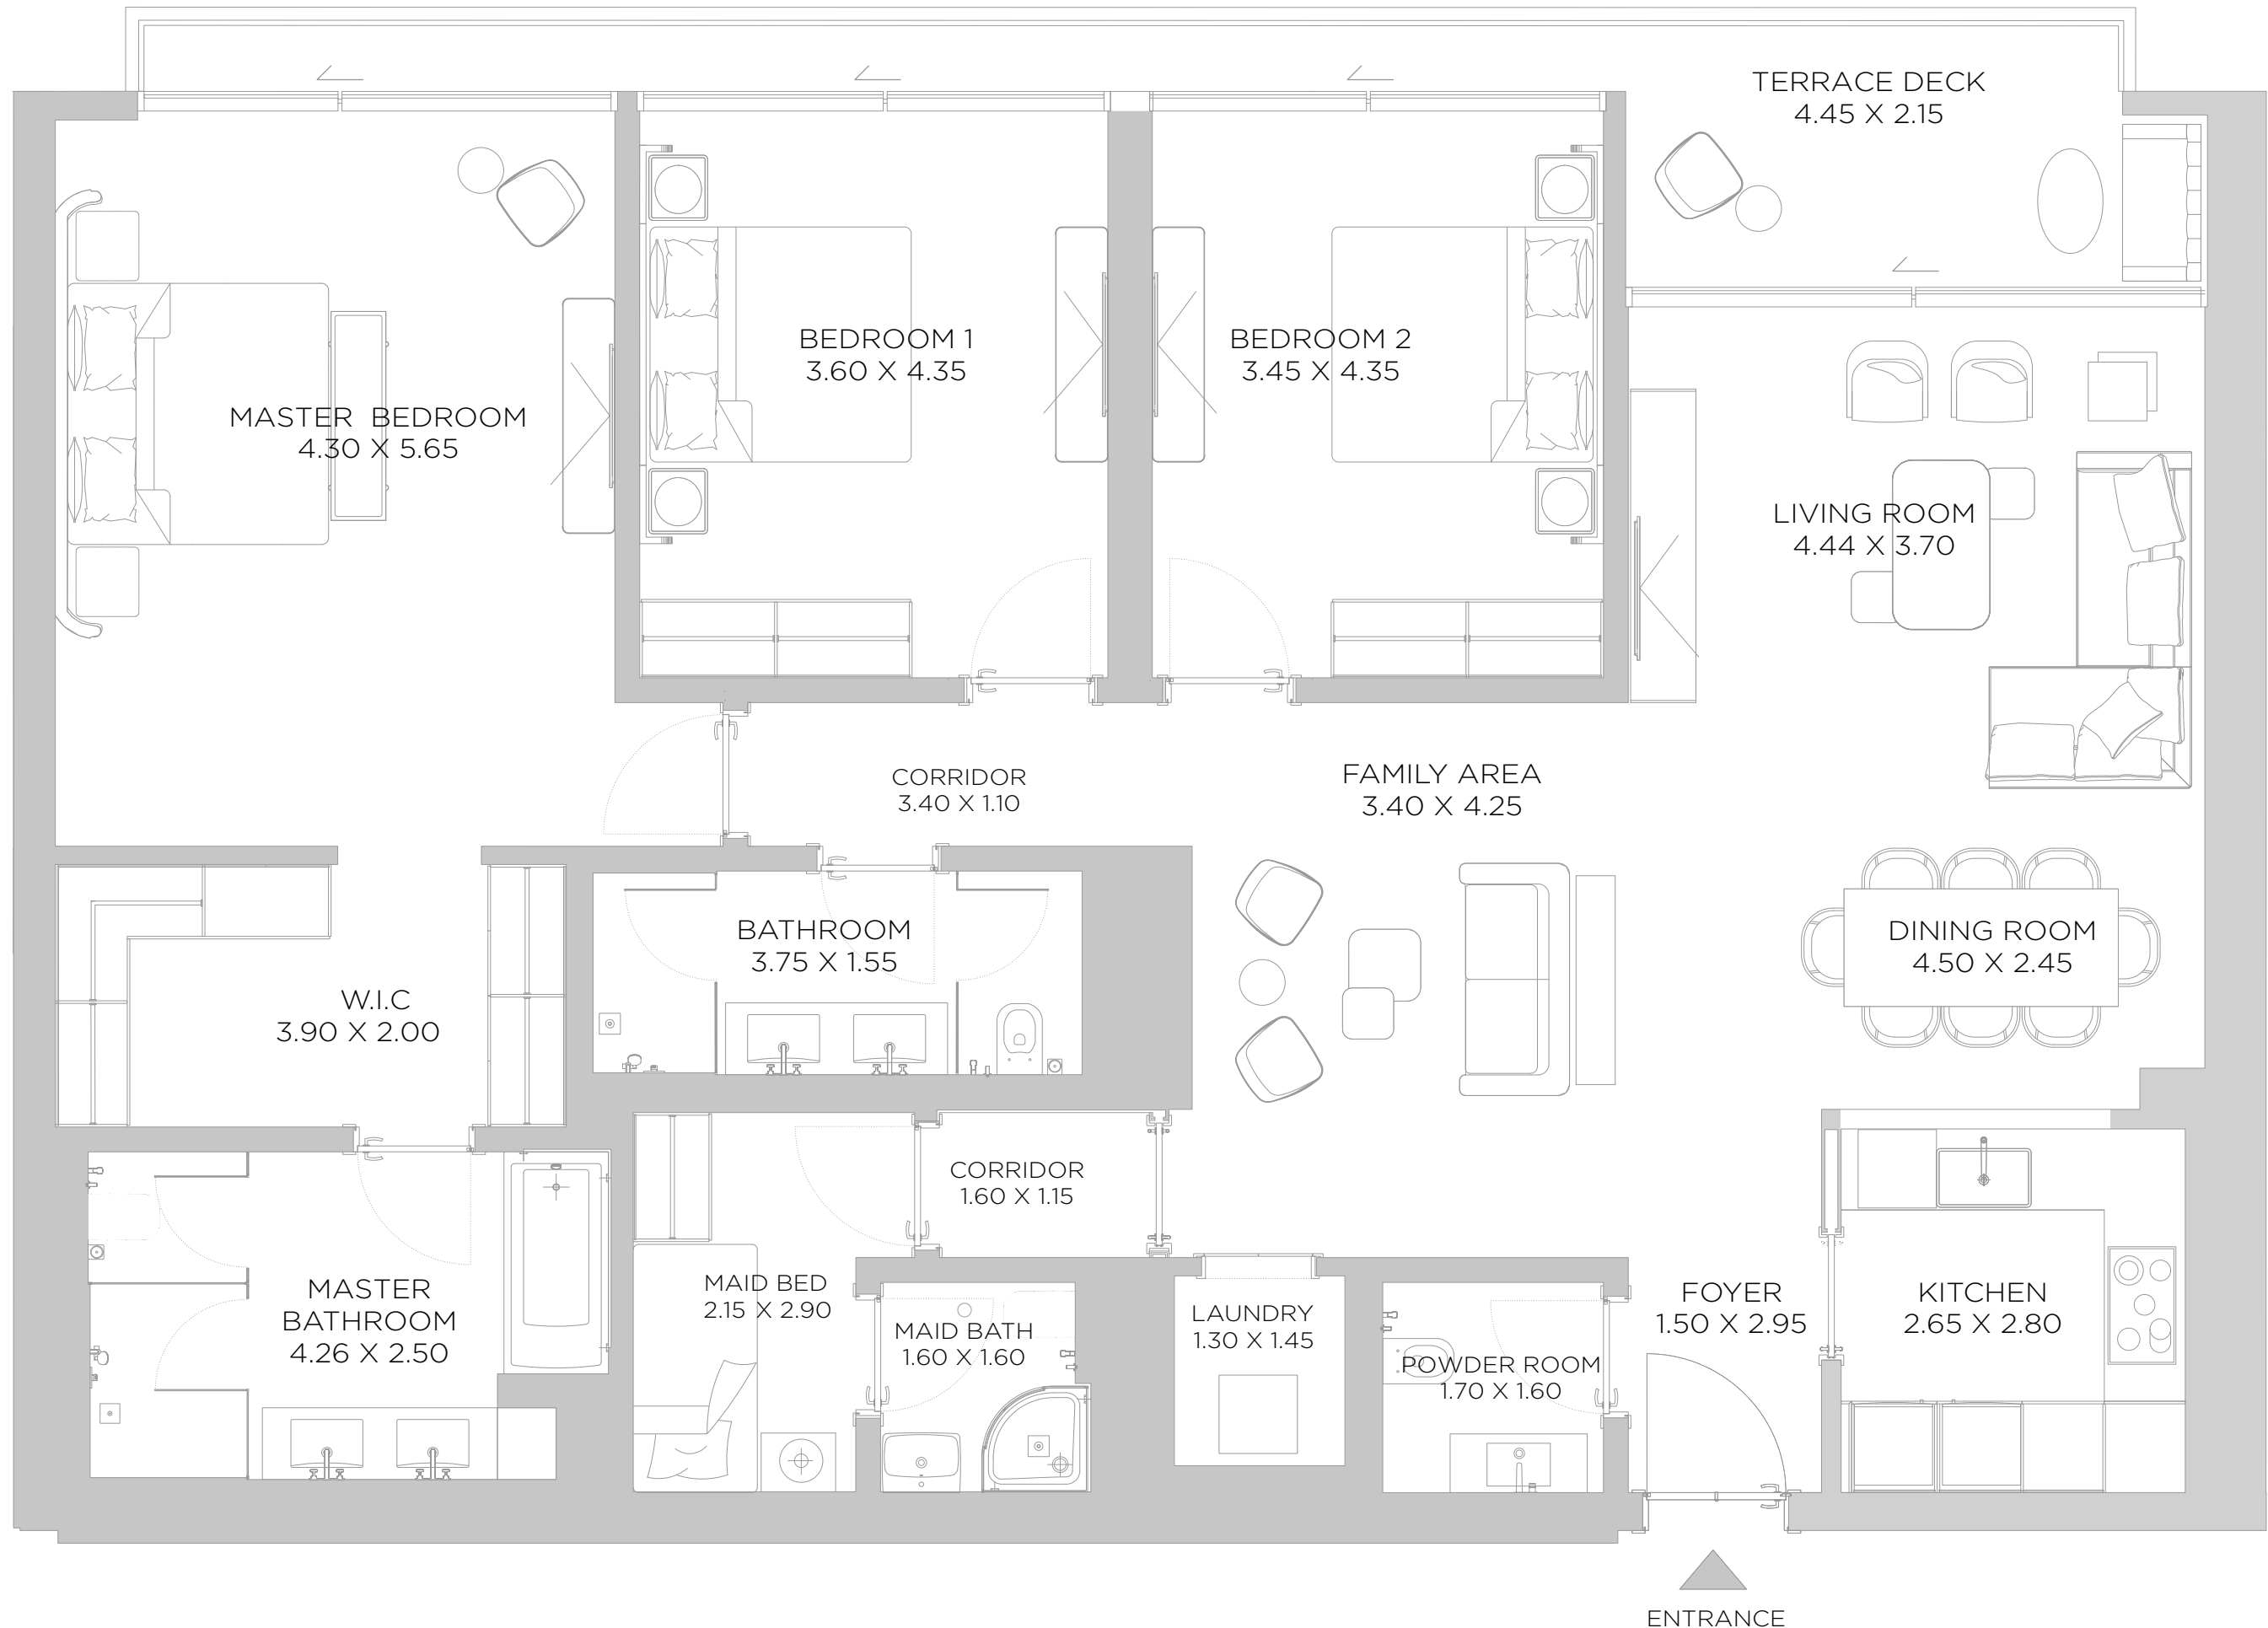 TERRACE DECK
4.45 X 2.15
BEDROOM 1
3.60 X 4.35
BEDROOM 2
3.45 X 4.35
MASTER BEDROOM
4.30 X 5.65
LIVING ROOM
4.44 X 3.70
CORRIDOR
3.40 X 1.10
FAMILY AREA
3.40 X 4.25
BATHROOM
3.75 X 1.55
DINING ROOM
4.50 X 2.45
W.I.C
3.90 X 2.00
CORRIDOR
1.60 X 1.15
MASTER
BATHROOM
4.26 X 2.50
MAID BED
2.15 X 2.90
MAID BATH
1.60 X 1.60
LAUNDRY
1.30 X 1.45
POWDER ROOM
1.70 X 1.60
FOYER
1.50 X 2.95
KITCHEN
2.65 X 2.80
ENTRANCE